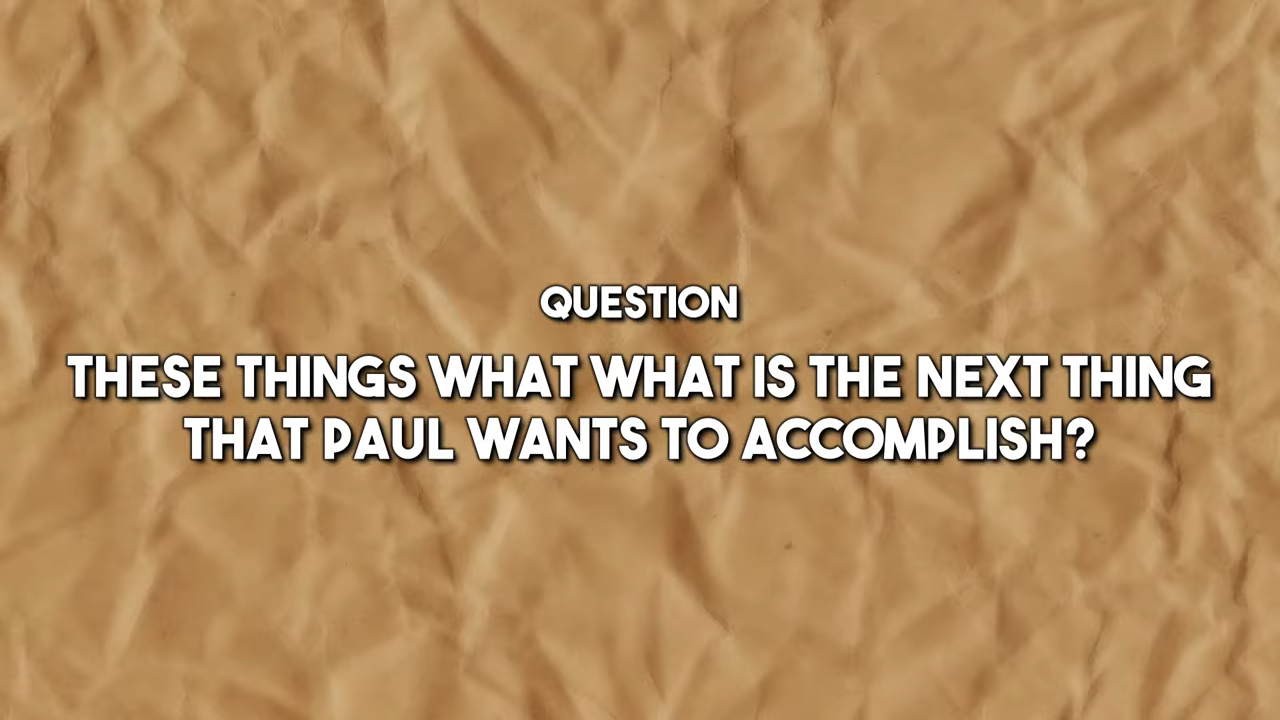 QUESTION
THESE THINGS WHAT WHAT IS THE NEXT THING
THAT PAUL WANTS TO ACCOMPLISH?